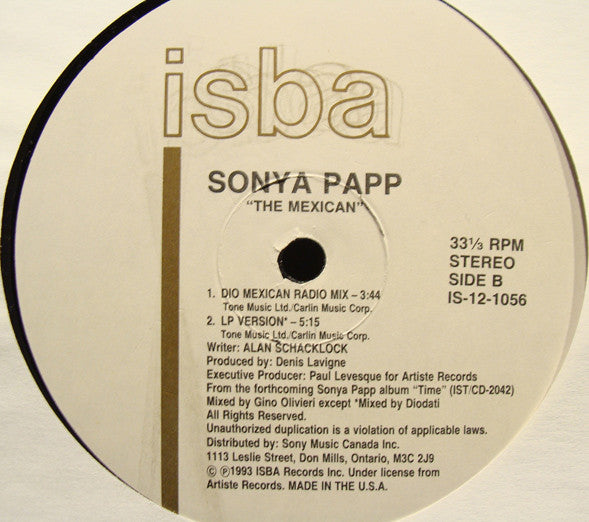 isba
SONYA PAPP
"THE MEXICAN"
33⅓ RPM
STEREO
SIDE B
IS-12-1056
1. DIO MEXICAN RADIO MIX – 3:44
Tone Music Ltd./Carlin Music Corp.
2. LP VERSION* – 5:15
Tone Music Ltd./Carlin Music Corp.
Writer: ALAN SCHACKLOCK
Produced by: Denis Lavigne
Executive Producer: Paul Levesque for Artiste Records
From the forthcoming Sonya Papp album "Time" (IST/CD-2042)
Mixed by Gino Olivieri except *Mixed by Diodati
All Rights Reserved.
Unauthorized duplication is a violation of applicable laws.
Distributed by: Sony Music Canada Inc.
1113 Leslie Street, Don Mills, Ontario, M3C 2J9
© ℗1993 ISBA Records Inc. Under license from
Artiste Records. MADE IN THE U.S.A.